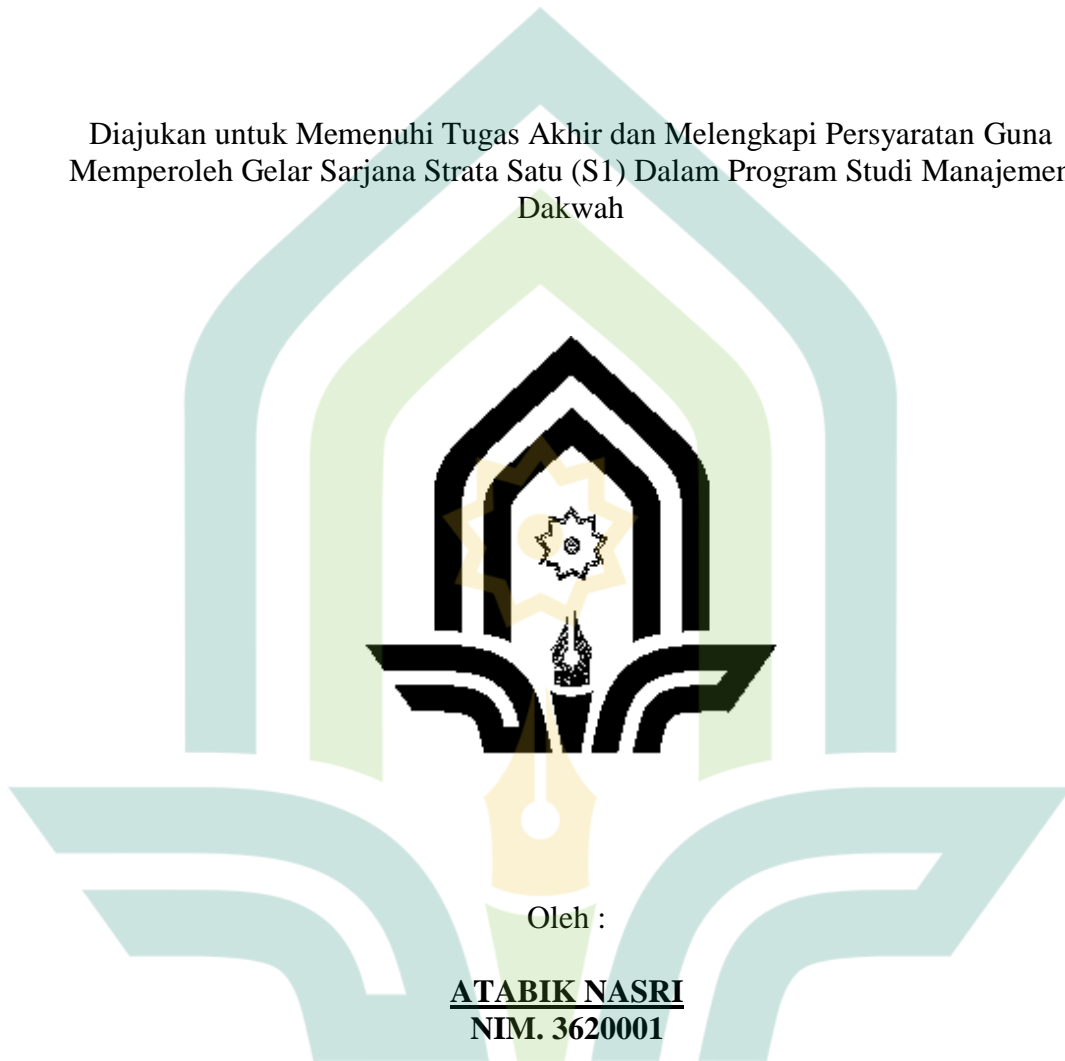 Diajukan untuk Memenuhi Tugas Akhir dan Melengkapi Persyaratan Guna
Memperoleh Gelar Sarjana Strata Satu (S1) Dalam Program Studi Manajemen
Dakwah
Oleh :
ATABIK NASRI
NIM. 3620001